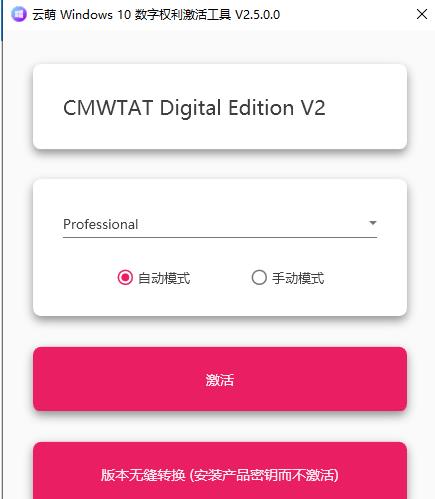 云萌 Windows 10 数字权利激活工具 V2.5.0.0
CMWTAT Digital Edition V2
Professional
自动模式 手动模式
激活
版本无缝转换 (安装产品密钥而不激活)